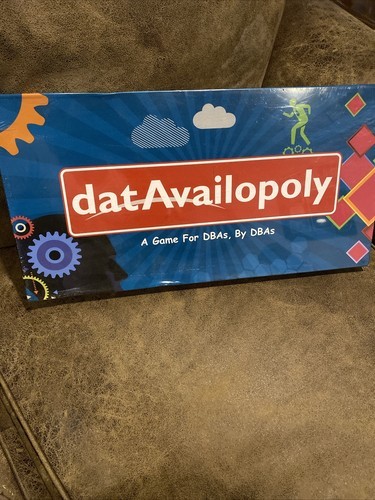 datAvailopoly
A Game For DBAs, By DBAs